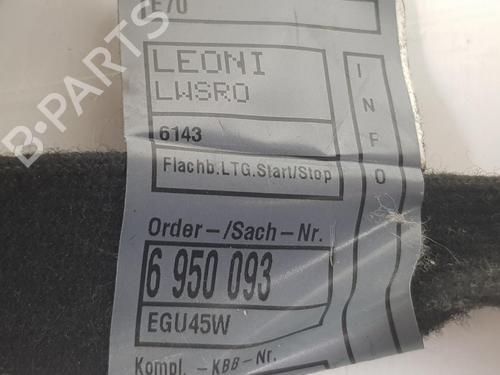 E70
LEONI
LWSRO
6143
Flachb.LTG.Start/Stop
INFO
Order-/Sach-Nr.
6 950 093
EGU45W
Kompl. -KBB-Nr.
B-PARTS